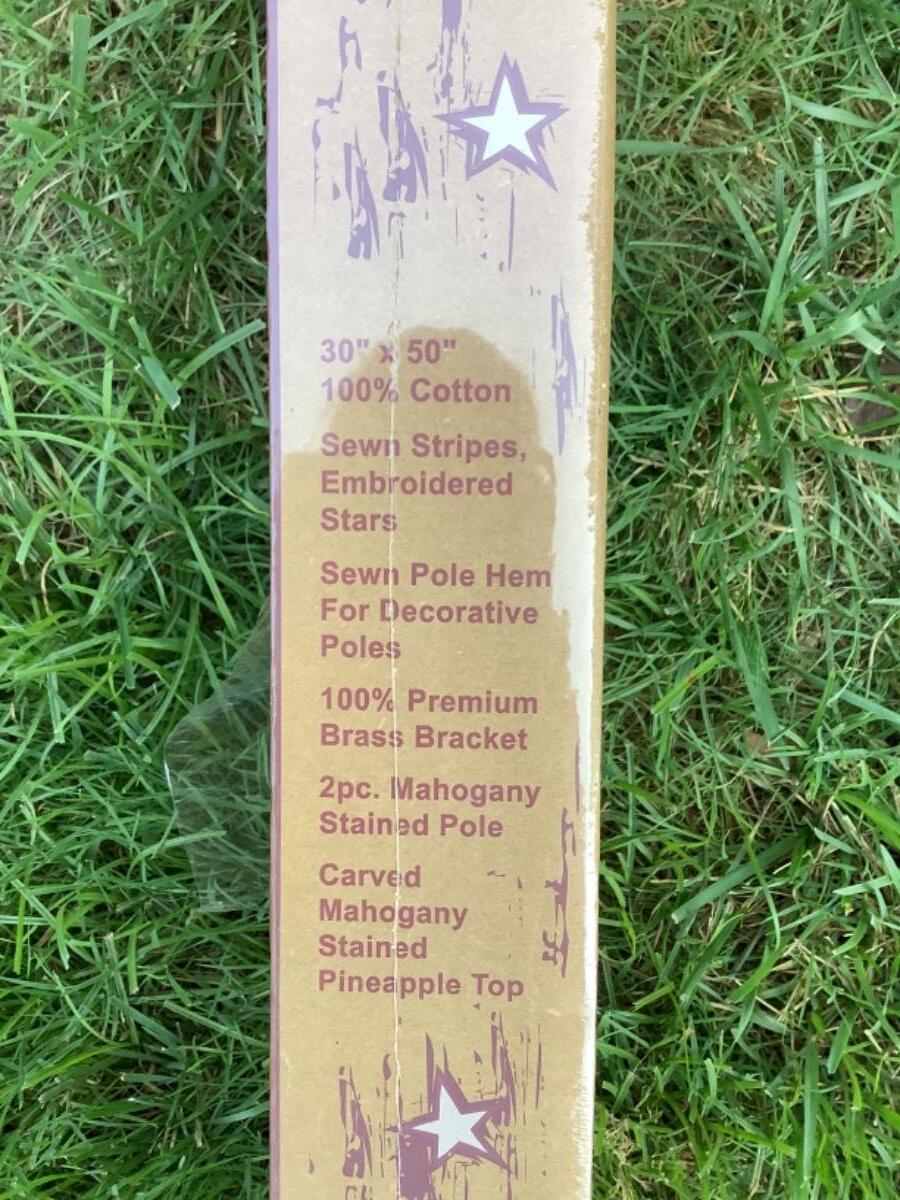 30" x 50"
100% Cotton
Sewn Stripes,
Embroidered
Stars
Sewn Pole Hem
For Decorative
Poles
100% Premium
Brass Bracket
2pc. Mahogany
Stained Pole
Carved
Mahogany
Stained
Pineapple Top